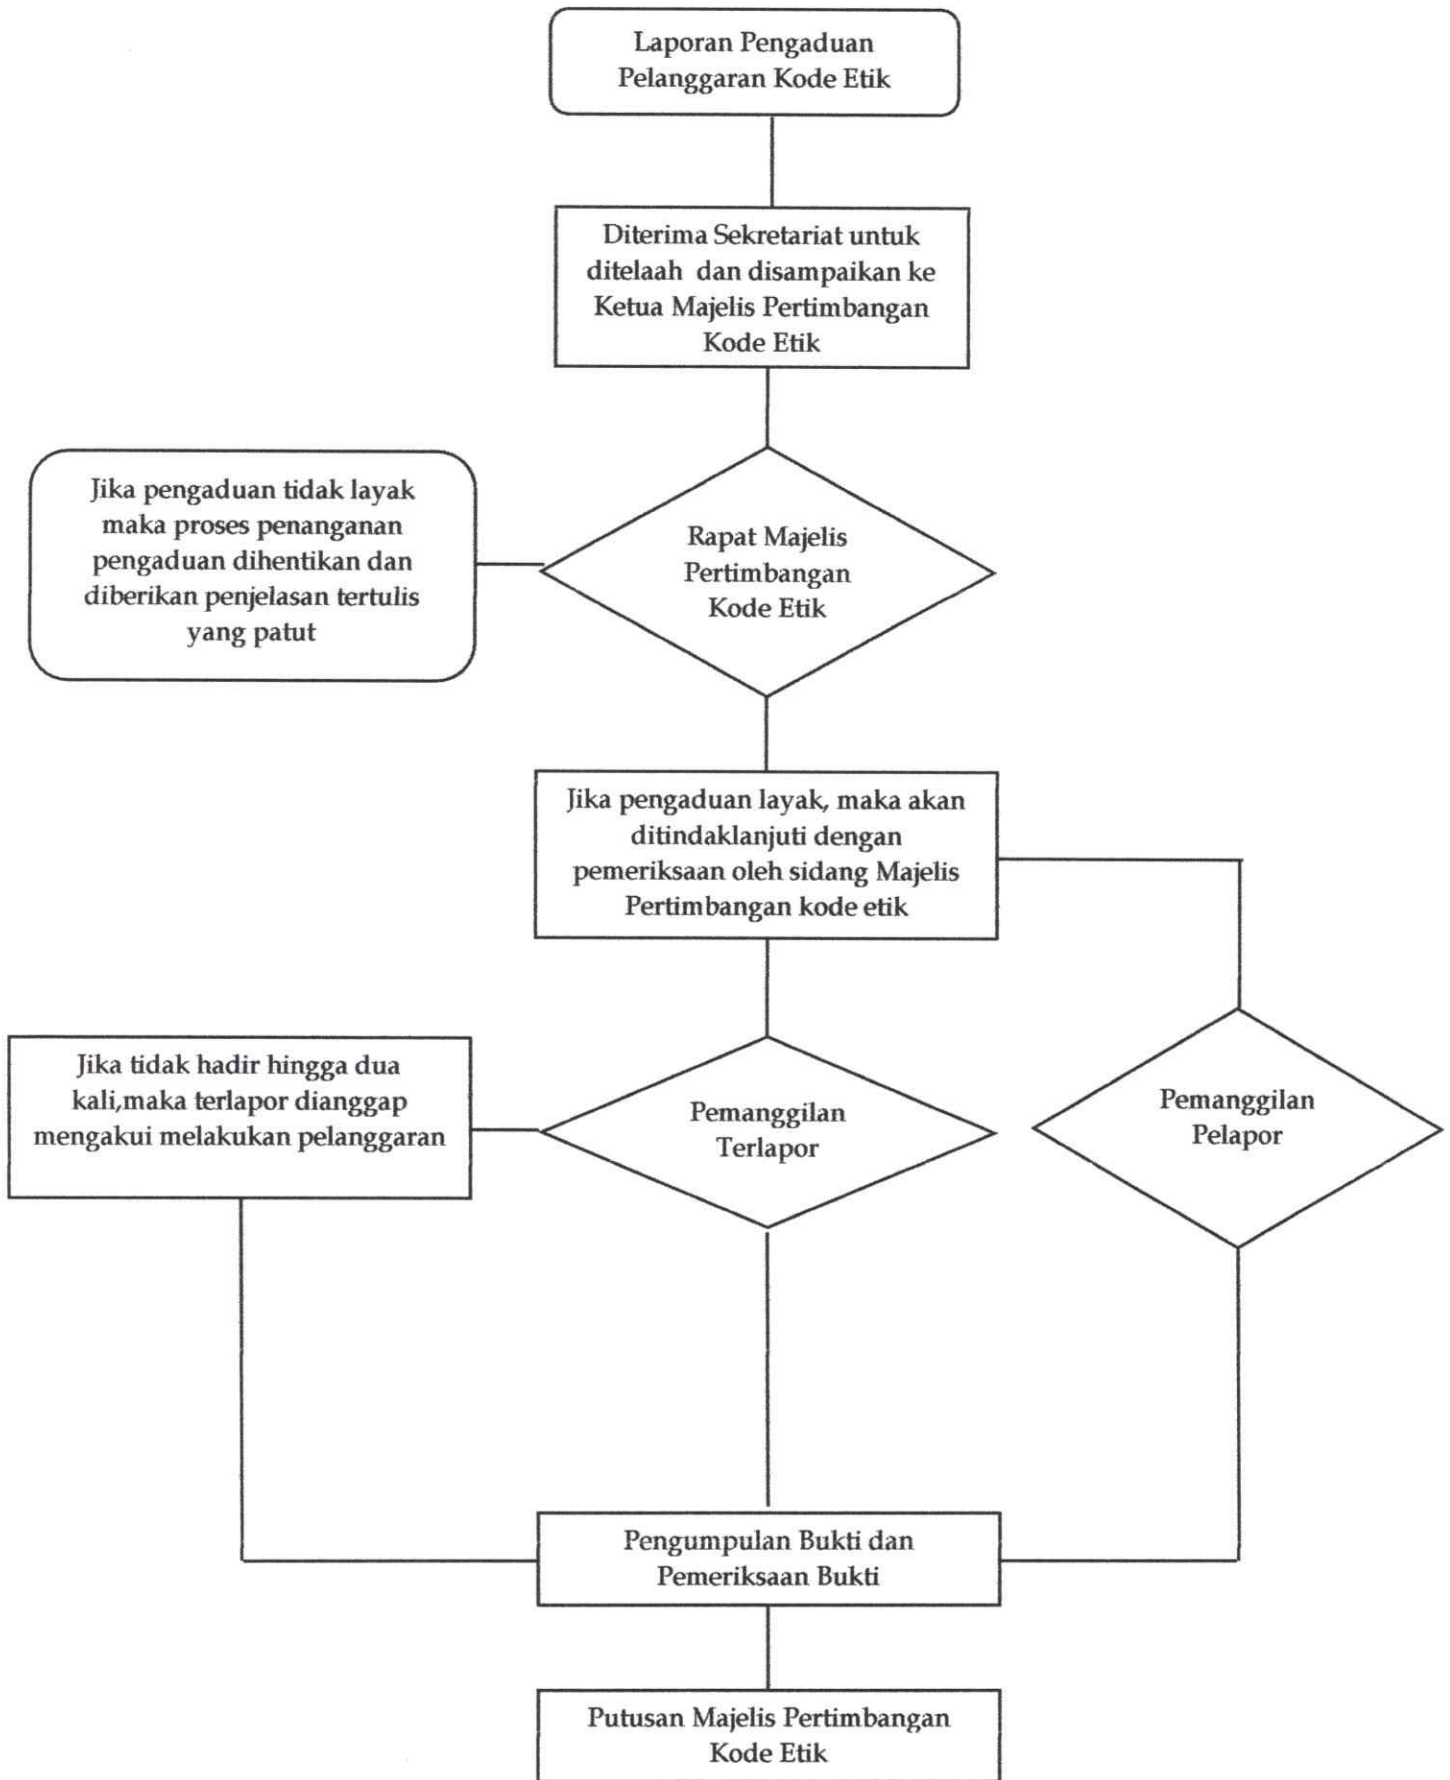 Laporan Pengaduan
Pelanggaran Kode Etik
Diterima Sekretariat untuk
ditelaah dan disampaikan ke
Ketua Majelis Pertimbangan
Kode Etik
Jika pengaduan tidak layak
maka proses penanganan
pengaduan dihentikan dan
diberikan penjelasan tertulis
yang patut
Rapat Majelis
Pertimbangan
Kode Etik
Jika pengaduan layak, maka akan
ditindaklanjuti dengan
pemeriksaan oleh sidang Majelis
Pertimbangan kode etik
Jika tidak hadir hingga dua
kali,maka terlapor dianggap
mengakui melakukan pelanggaran
Pemanggilan
Terlapor
Pemanggilan
Pelapor
Pengumpulan Bukti dan
Pemeriksaan Bukti
Putusan Majelis Pertimbangan
Kode Etik